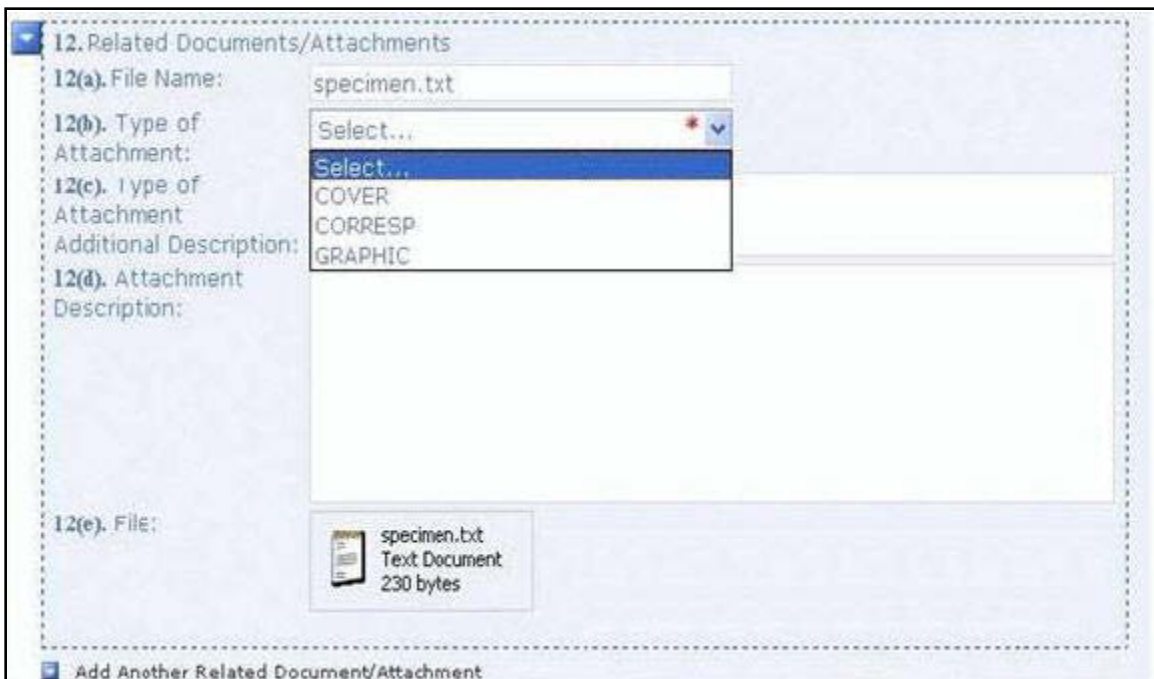 12. Related Documents/Attachments
12(a). File Name:
specimen.txt
12(b). Type of
Attachment:
Select... *
Select...
COVER
CORRESP
GRAPHIC
12(c). Type of
Attachment
Additional Description:
12(d). Attachment
Description:
12(e). File:
specimen.txt
Text Document
230 bytes
Add Another Related Document/Attachment